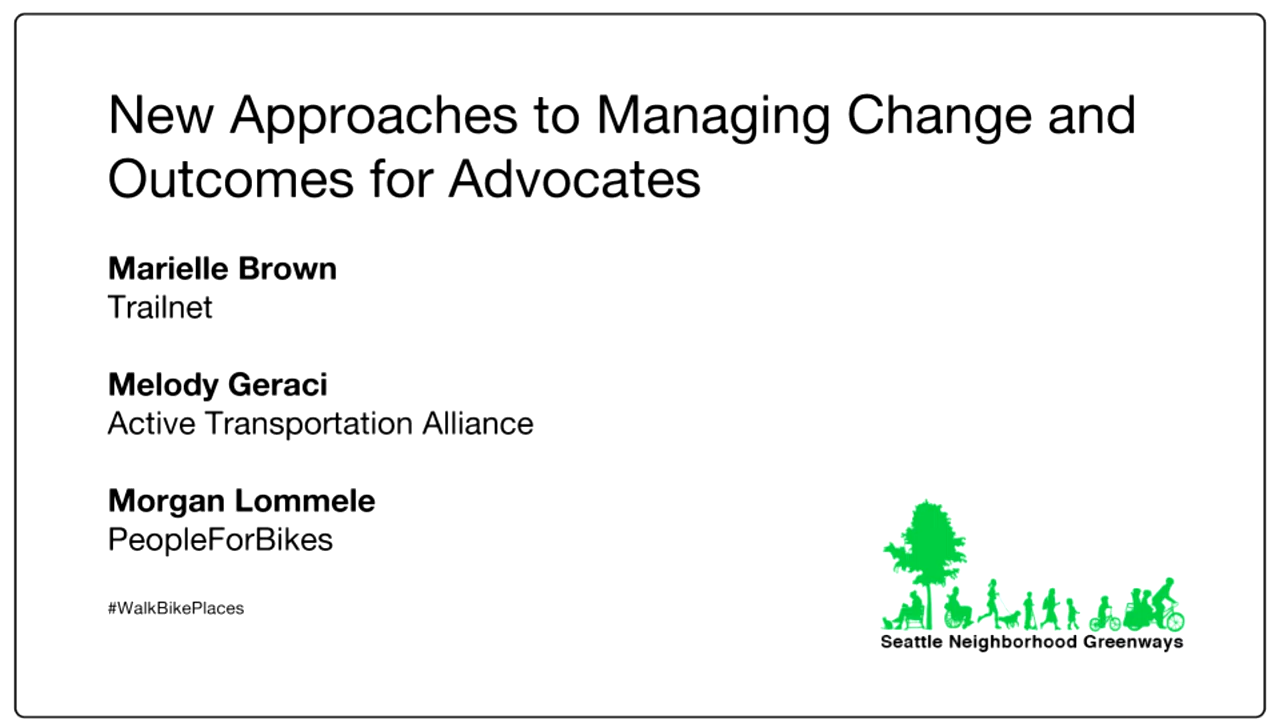 New Approaches to Managing Change and
Outcomes for Advocates
Marielle Brown
Trailnet
Melody Geraci
Active Transportation Alliance
Morgan Lommele
PeopleForBikes
#WalkBikePlaces
Seattle Neighborhood Greenways